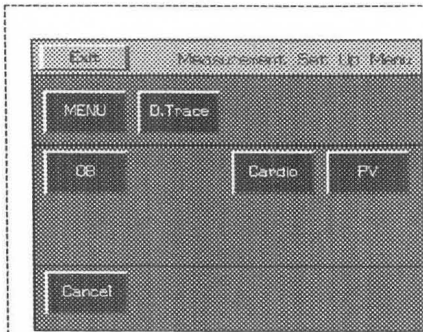 Exit Measurement Set Up Menu
MENU D.Trace
OB Cardio PV
Cancel